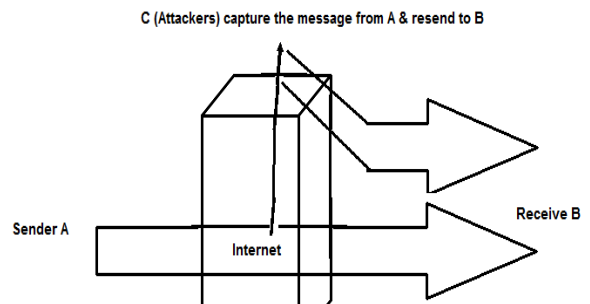 C (Attackers) capture the message from A & resend to B
Receive B
Sender A
Internet